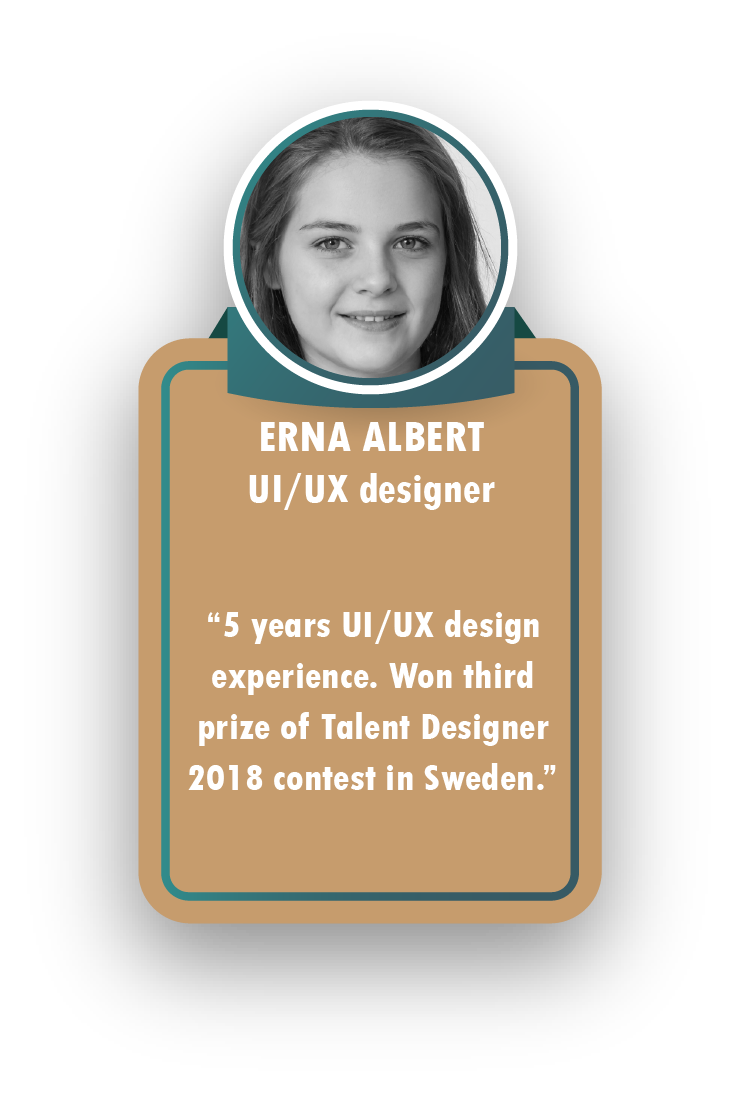 ERNA ALBERT
UI/UX designer
“5 years UI/UX design
experience. Won third
prize of Talent Designer
2018 contest in Sweden.”